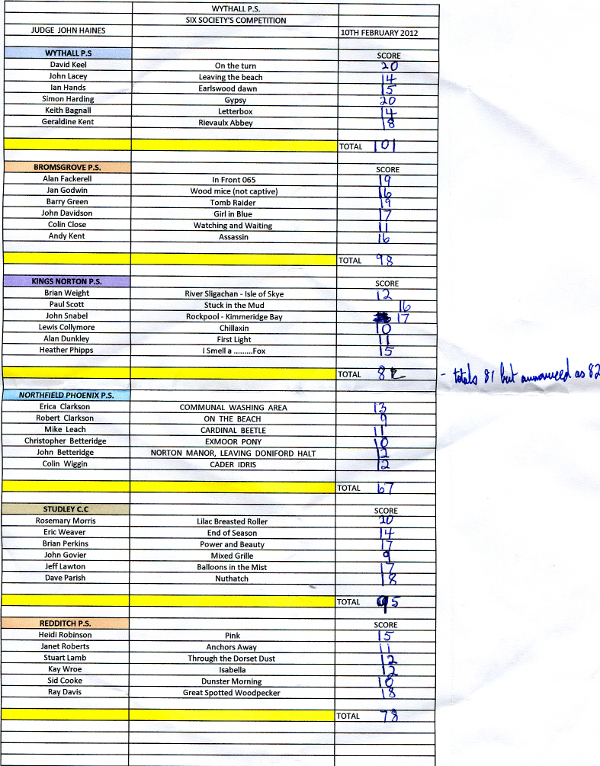 WYTHALL P.S.
SIX SOCIETY'S COMPETITION
JUDGE JOHN HAINES 10TH FEBRUARY 2012
WYTHALL P.S SCORE
David Keel On the turn 20
John Lacey Leaving the beach 14
Ian Hands Earlswood dawn 15
Simon Harding Gypsy 20
Keith Bagnall Letterbox 14
Geraldine Kent Rievaulx Abbey 18
TOTAL 101
BROMSGROVE P.S. SCORE
Alan Fackerell In Front 065 19
Jan Godwin Wood mice (not captive) 16
Barry Green Tomb Raider 19
John Davidson Girl in Blue 17
Colin Close Watching and Waiting 11
Andy Kent Assassin 16
TOTAL 98
KINGS NORTON P.S. SCORE
Brian Weight River Sligachan - Isle of Skye 12
Paul Scott Stuck in the Mud 16
John Snabel Rockpool - Kimmeridge Bay 17
Lewis Collymore Chillaxin 10
Alan Dunkley First Light 11
Heather Phipps I Smell a .........Fox 15
TOTAL 82 - totals 81 but announced as 82
NORTHFIELD PHOENIX P.S. SCORE
Erica Clarkson COMMUNAL WASHING AREA 13
Robert Clarkson ON THE BEACH 9
Mike Leach CARDINAL BEETLE 11
Christopher Betteridge EXMOOR PONY 10
John Betteridge NORTON MANOR, LEAVING DONIFORD HALT 12
Colin Wiggin CADER IDRIS 12
TOTAL 67
STUDLEY C.C SCORE
Rosemary Morris Lilac Breasted Roller 20
Eric Weaver End of Season 14
Brian Perkins Power and Beauty 17
John Govier Mixed Grille 9
Jeff Lawton Balloons in the Mist 17
Dave Parish Nuthatch 18
TOTAL 95
REDDITCH P.S. SCORE
Heidi Robinson Pink 15
Janet Roberts Anchors Away 11
Stuart Lamb Through the Dorset Dust 12
Kay Wroe Isabella 12
Sid Cooke Dunster Morning 10
Ray Davis Great Spotted Woodpecker 18
TOTAL 78